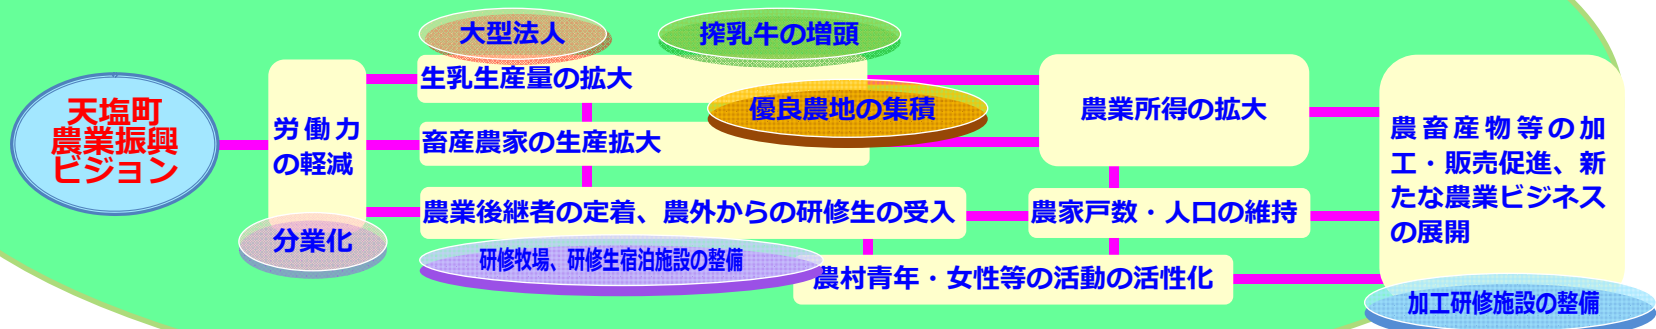 天塩町
農業振興
ビジョン
労働力
の軽減
分業化
大型法人
搾乳牛の増頭
生乳生産量の拡大
優良農地の集積
畜産農家の生産拡大
農業後継者の定着、農外からの研修生の受入
研修牧場、研修生宿泊施設の整備
農業所得の拡大
農家戸数・人口の維持
農村青年・女性等の活動の活性化
農畜産物等の加
工・販売促進、新
たな農業ビジネス
の展開
加工研修施設の整備